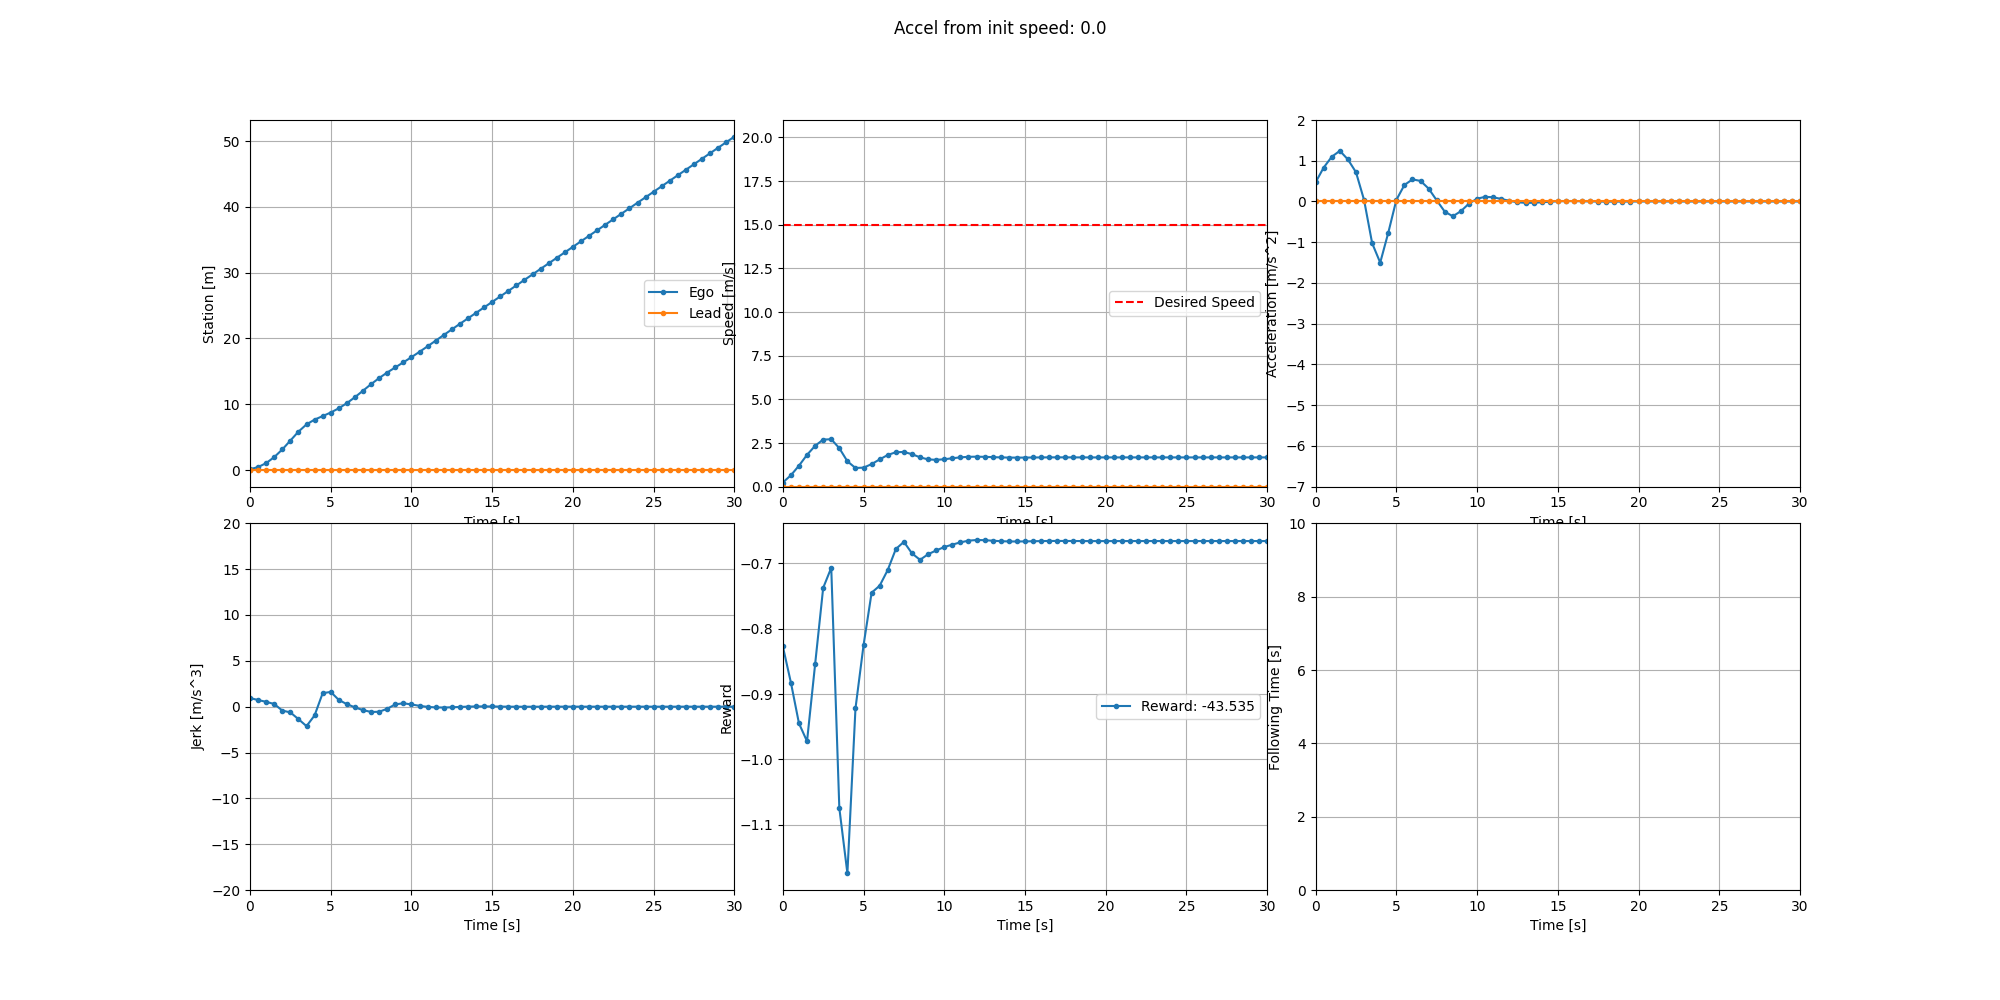 Accel from init speed: 0.0
50
40
30
20
10
0
Station [m]
Ego
Lead
0 5 10 15 20 25 30
Time [s]
20.0
17.5
15.0
12.5
10.0
7.5
5.0
2.5
0.0
Speed [m/s]
Desired Speed
0 5 10 15 20 25 30
Time [s]
2
1
0
−1
−2
−3
−4
−5
−6
−7
Acceleration [m/s^2]
0 5 10 15 20 25 30
Time [s]
20
15
10
5
0
−5
−10
−15
−20
Jerk [m/s^3]
0 5 10 15 20 25 30
Time [s]
−0.7
−0.8
−0.9
−1.0
−1.1
Reward
Reward: -43.535
0 5 10 15 20 25 30
Time [s]
10
8
6
4
2
0
Following Time [s]
0 5 10 15 20 25 30
Time [s]